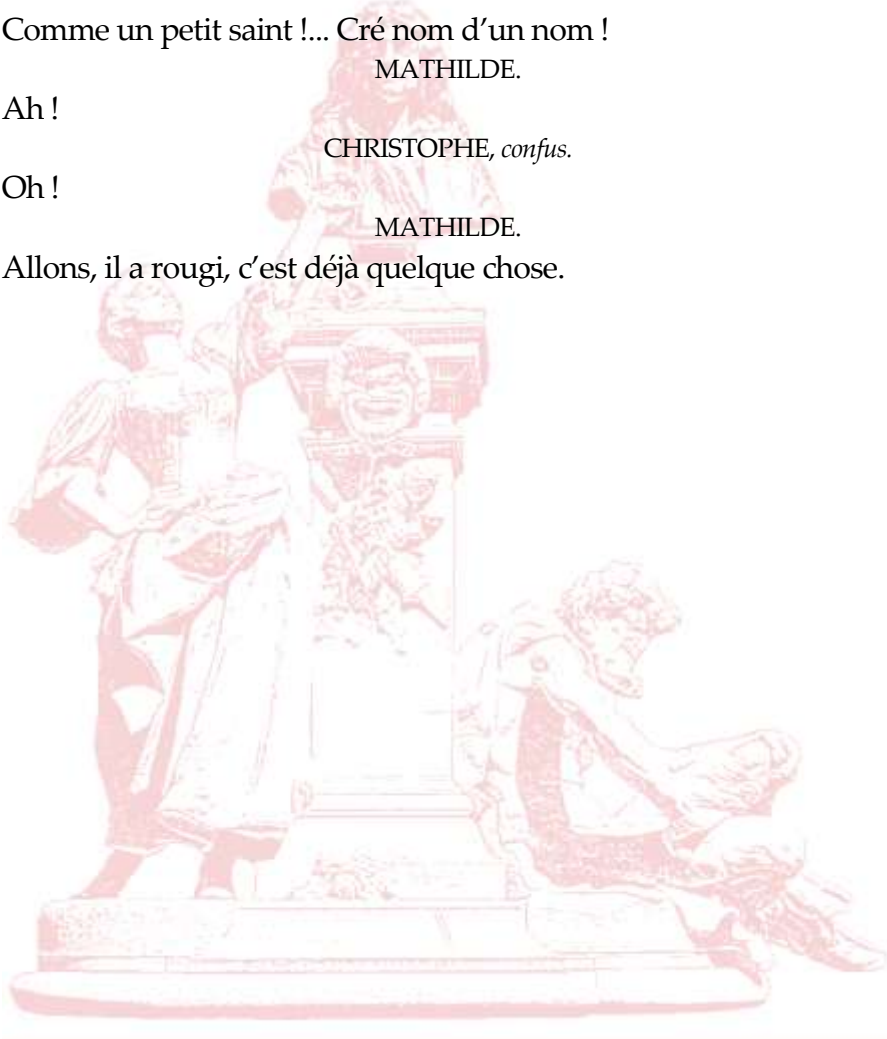 Comme un petit saint !... Cré nom d’un nom !
MATHILDE.
Ah !
CHRISTOPHE, confus.
Oh !
MATHILDE.
Allons, il a rougi, c’est déjà quelque chose.